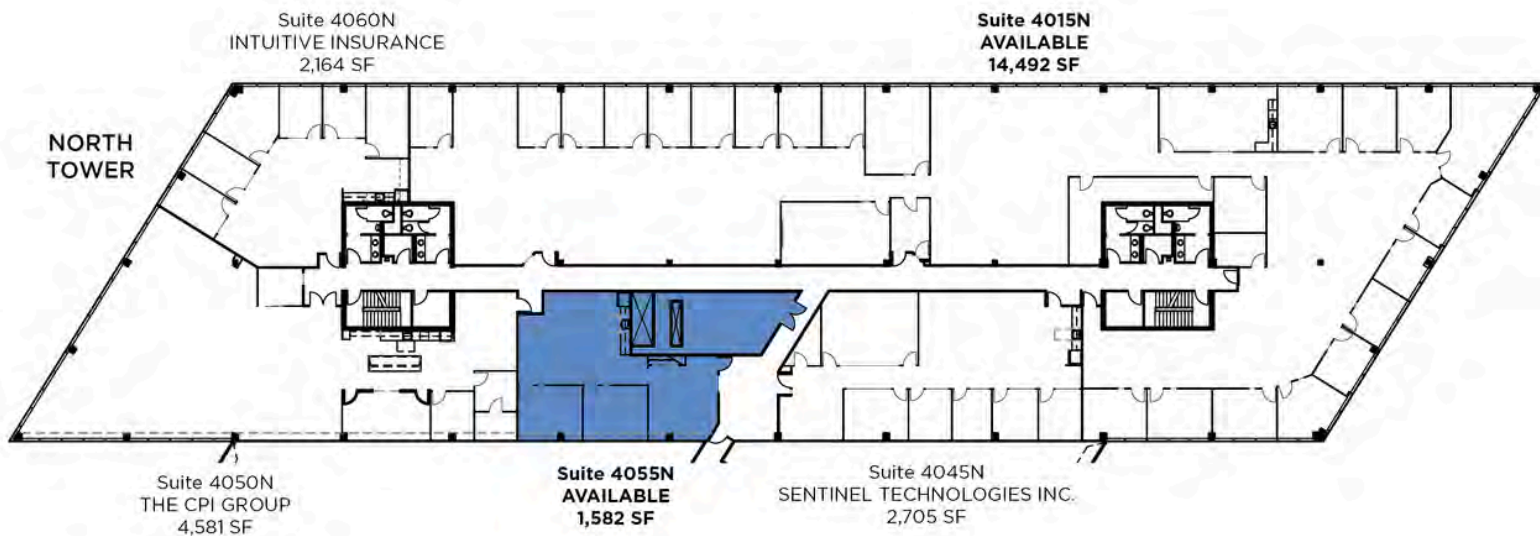 Suite 4060N
INTUITIVE INSURANCE
2,164 SF
Suite 4015N
AVAILABLE
14,492 SF
NORTH
TOWER
Suite 4050N
THE CPI GROUP
4,581 SF
Suite 4055N
AVAILABLE
1,582 SF
Suite 4045N
SENTINEL TECHNOLOGIES INC.
2,705 SF